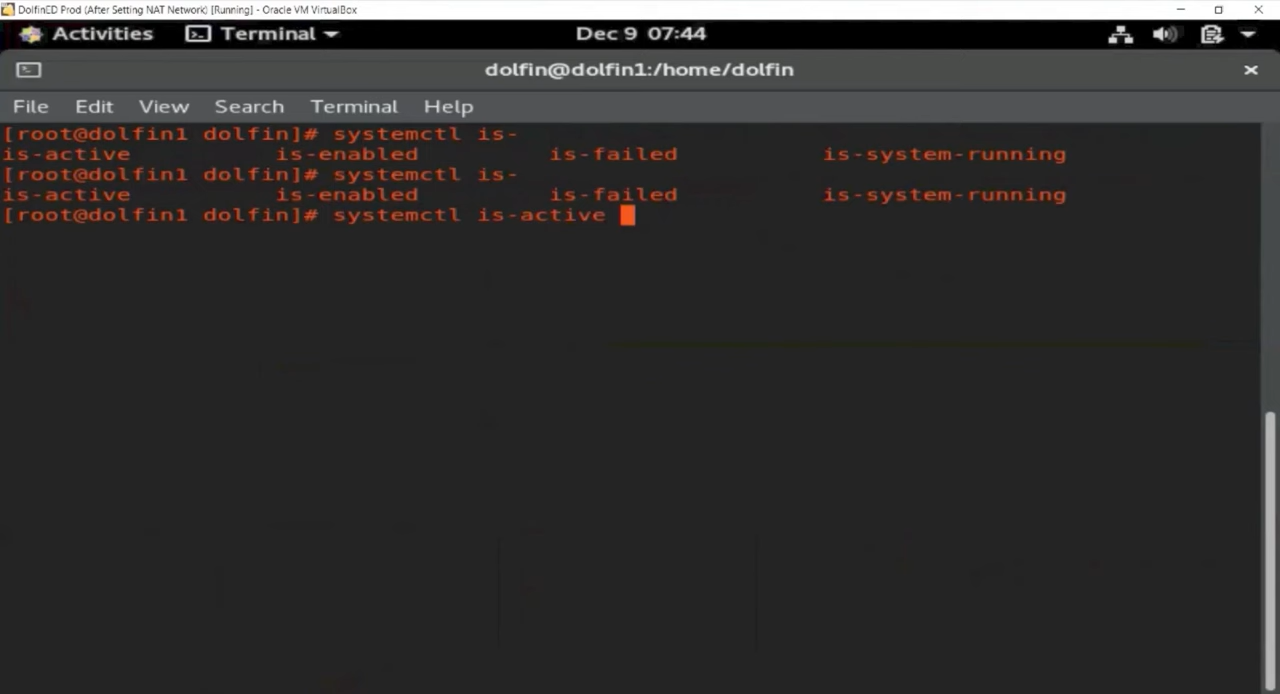 DolfinED Prod (After Setting NAT Network) [Running] - Oracle VM VirtualBox
Activities Terminal Dec 9 07:44
dolfin@dolfin1:/home/dolfin
File Edit View Search Terminal Help
[root@dolfin1 dolfin]# systemctl is-
is-active is-enabled is-failed is-system-running
[root@dolfin1 dolfin]# systemctl is-
is-active is-enabled is-failed is-system-running
[root@dolfin1 dolfin]# systemctl is-active